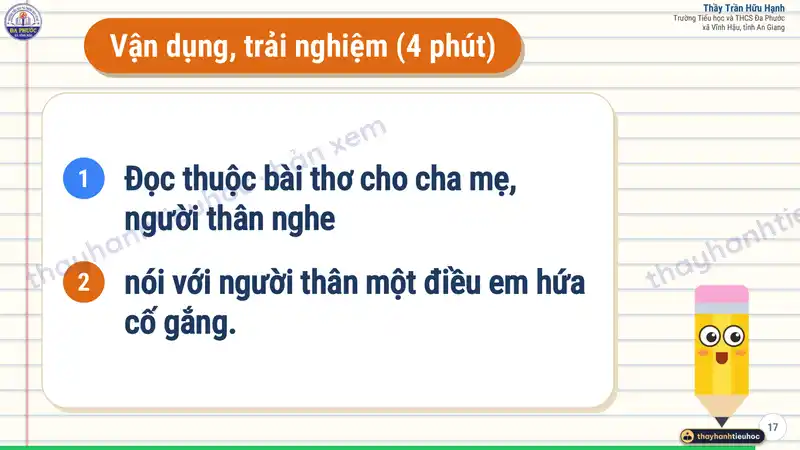 Thầy Trần Hữu Hạnh
Trường Tiểu học và THCS Đa Phước
xã Vĩnh Hậu, tỉnh An Giang
ĐA PHƯỚC
Vận dụng, trải nghiệm (4 phút)
1 Đọc thuộc bài thơ cho cha mẹ,
người thân nghe
2 nói với người thân một điều em hứa
cố gắng.
thayhanhtieuhoc
17